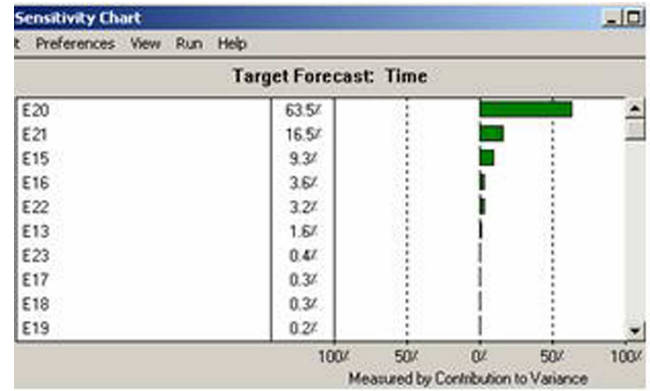 Sensitivity Chart
t Preferences View Run Help
Target Forecast: Time
E20 63.5%
E21 16.5%
E15 9.3%
E16 3.6%
E22 3.2%
E13 1.6%
E23 0.4%
E17 0.3%
E18 0.3%
E19 0.2%
100% 50% 0% 50% 100%
Measured by Contribution to Variance